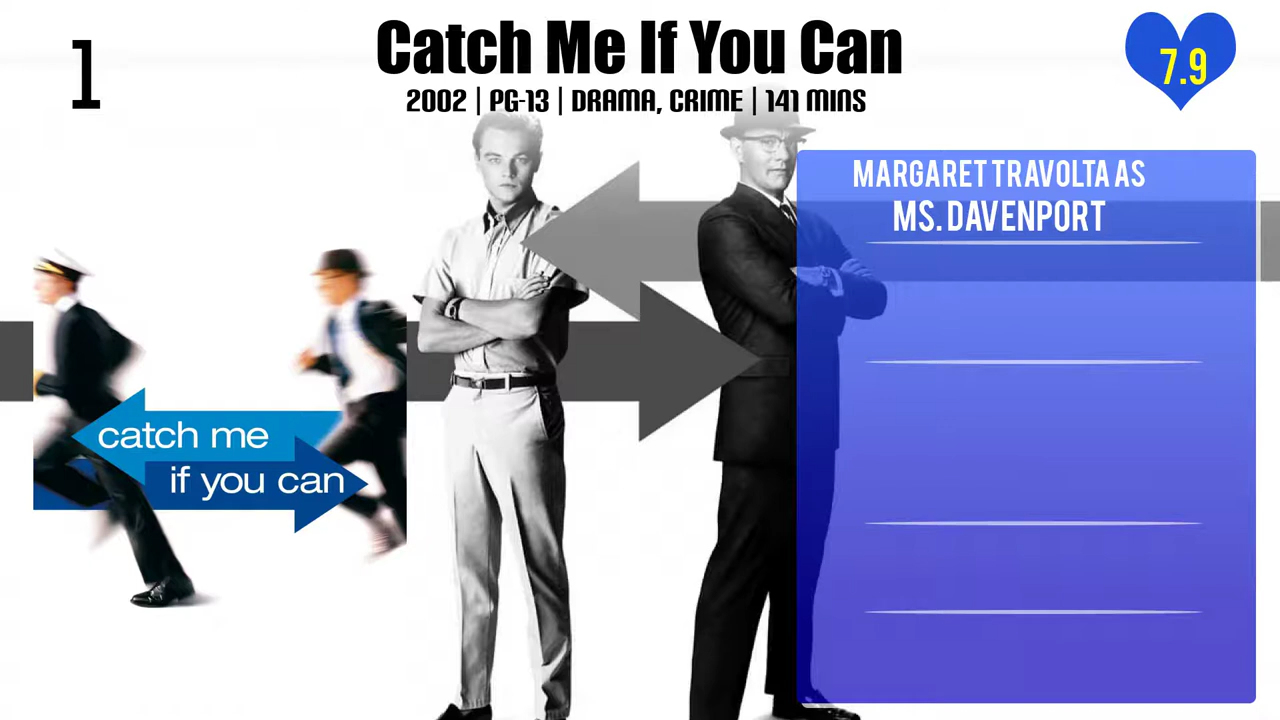 1
Catch Me If You Can
7.9
2002 | PG-13 | DRAMA, CRIME | 141 MINS
MARGARET TRAVOLTA AS
MS. DAVENPORT
catch me
if you can